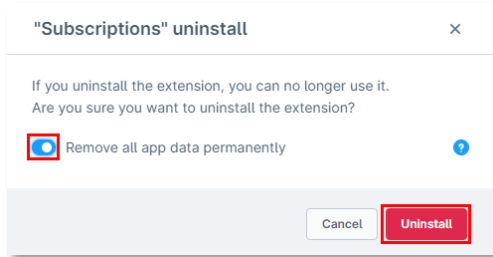 "Subscriptions" uninstall
If you uninstall the extension, you can no longer use it.
Are you sure you want to uninstall the extension?
Remove all app data permanently
?
Cancel
Uninstall